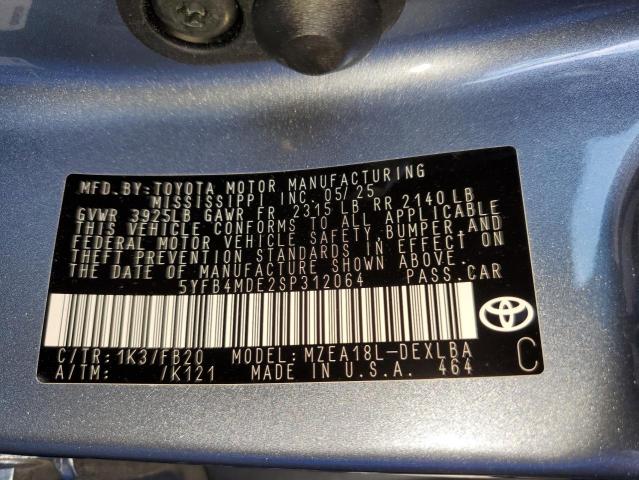 MFD. BY: TOYOTA MOTOR MANUFACTURING
MISSISSIPPI INC. 05/25
GVWR 3925LB GAWR FR 2315 LB RR 2140 LB
THIS VEHICLE CONFORMS TO ALL APPLICABLE
FEDERAL MOTOR VEHICLE SAFETY, BUMPER, AND
THEFT PREVENTION STANDARDS IN EFFECT ON
THE DATE OF MANUFACTURE SHOWN ABOVE.
5YFB4MDE2SP312064 PASS. CAR
C/TR: 1K3/FB20 MODEL: MZEA18L-DEXLBA
A/TM: /K121 MADE IN U.S.A. 464
C